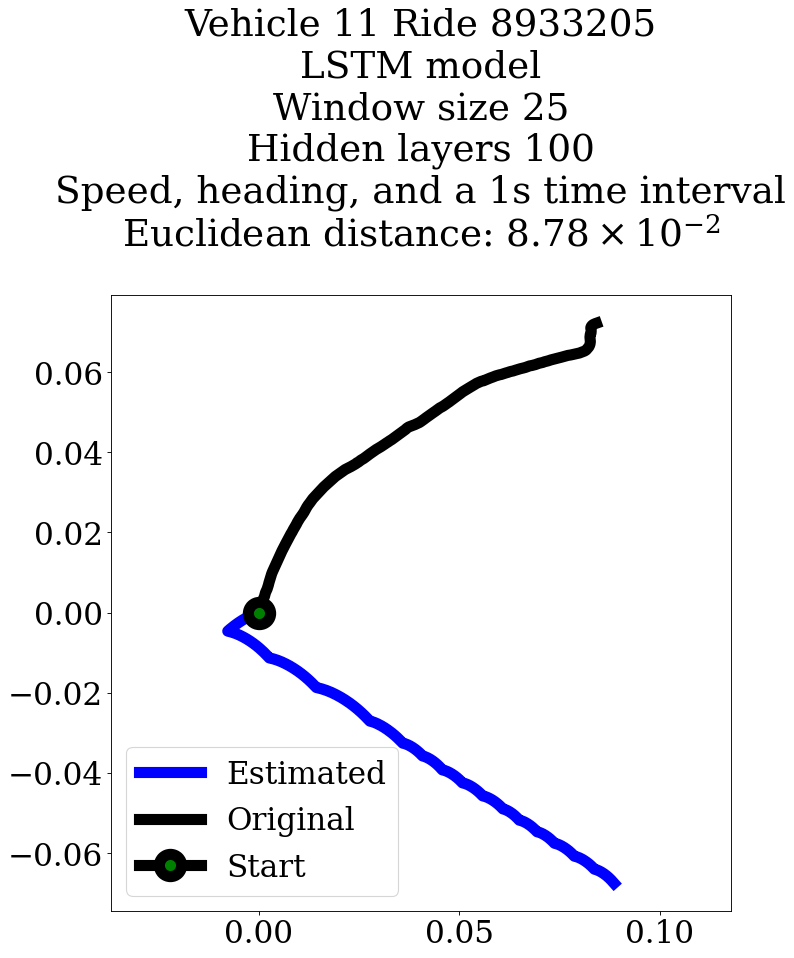 Vehicle 11 Ride 8933205
LSTM model
Window size 25
Hidden layers 100
Speed, heading, and a 1s time interval
Euclidean distance: 8.78 × 10⁻²
0.06
0.04
0.02
0.00
−0.02
−0.04
−0.06
Estimated
Original
Start
0.00 0.05 0.10